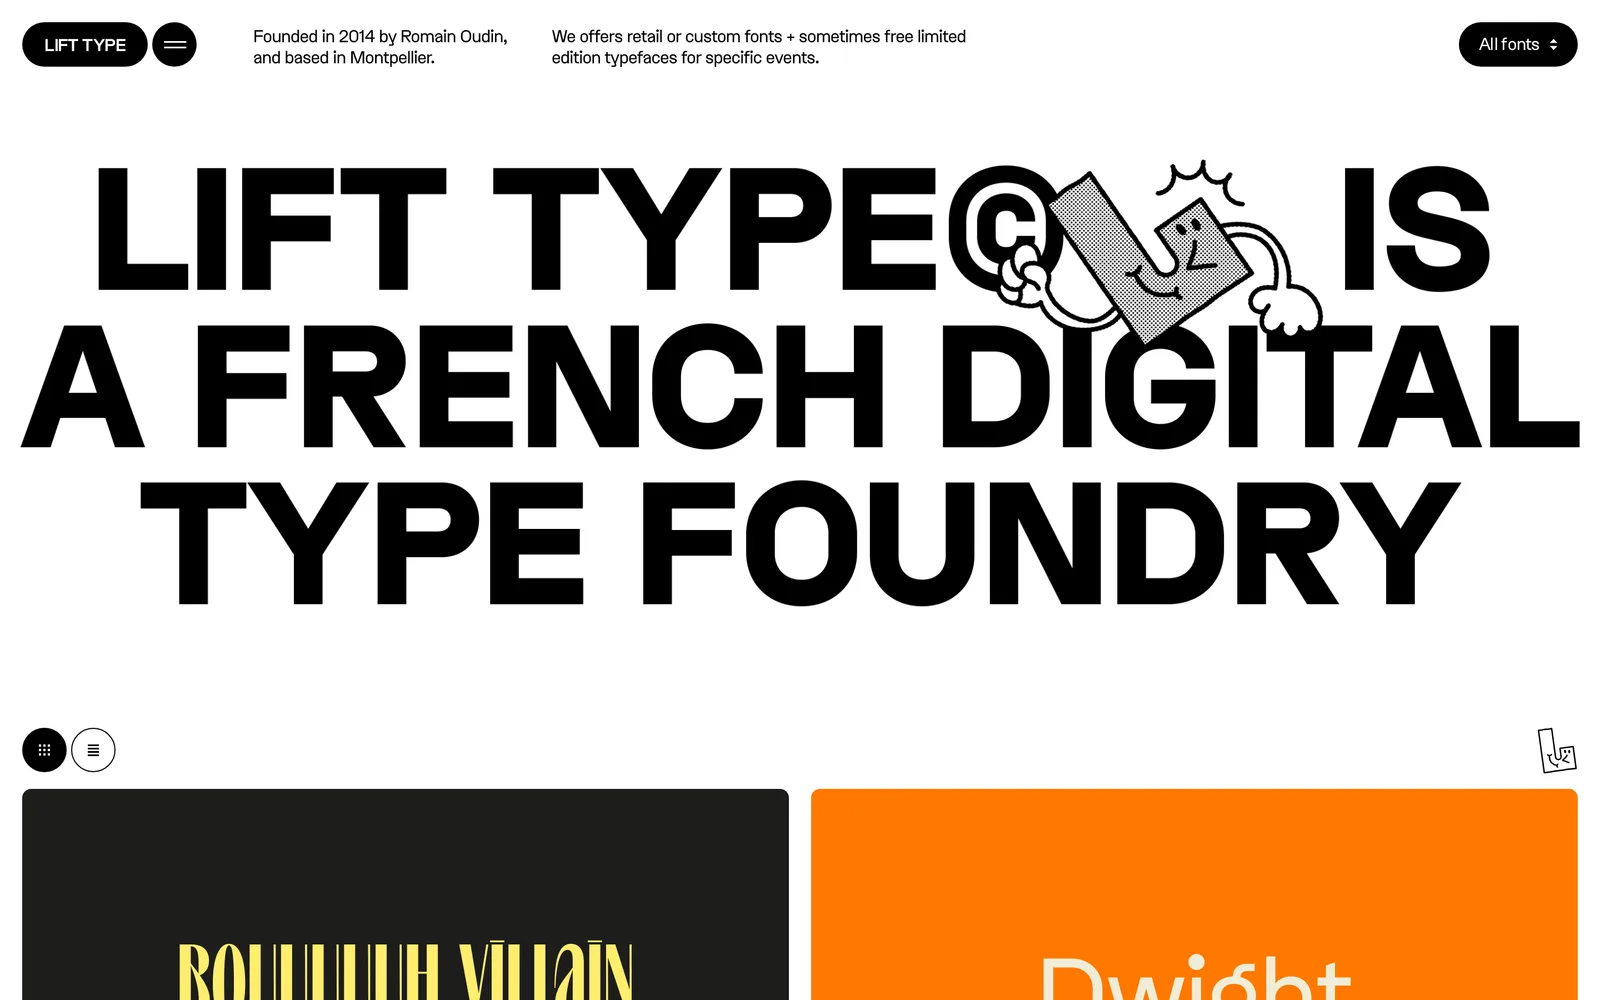 LIFT TYPE
Founded in 2014 by Romain Oudin,
and based in Montpellier.
We offers retail or custom fonts + sometimes free limited
edition typefaces for specific events.
All fonts
LIFT TYPE© IS
A FRENCH DIGITAL
TYPE FOUNDRY
Dwight